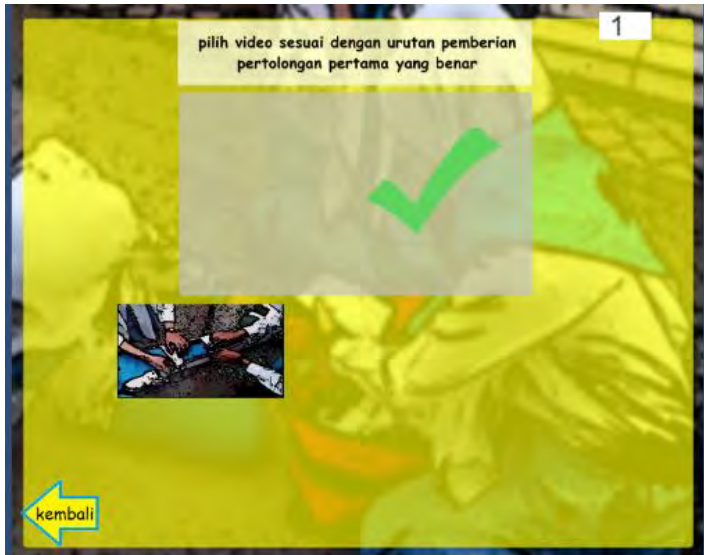 1
pilih video sesuai dengan urutan pemberian
pertolongan pertama yang benar
kembali